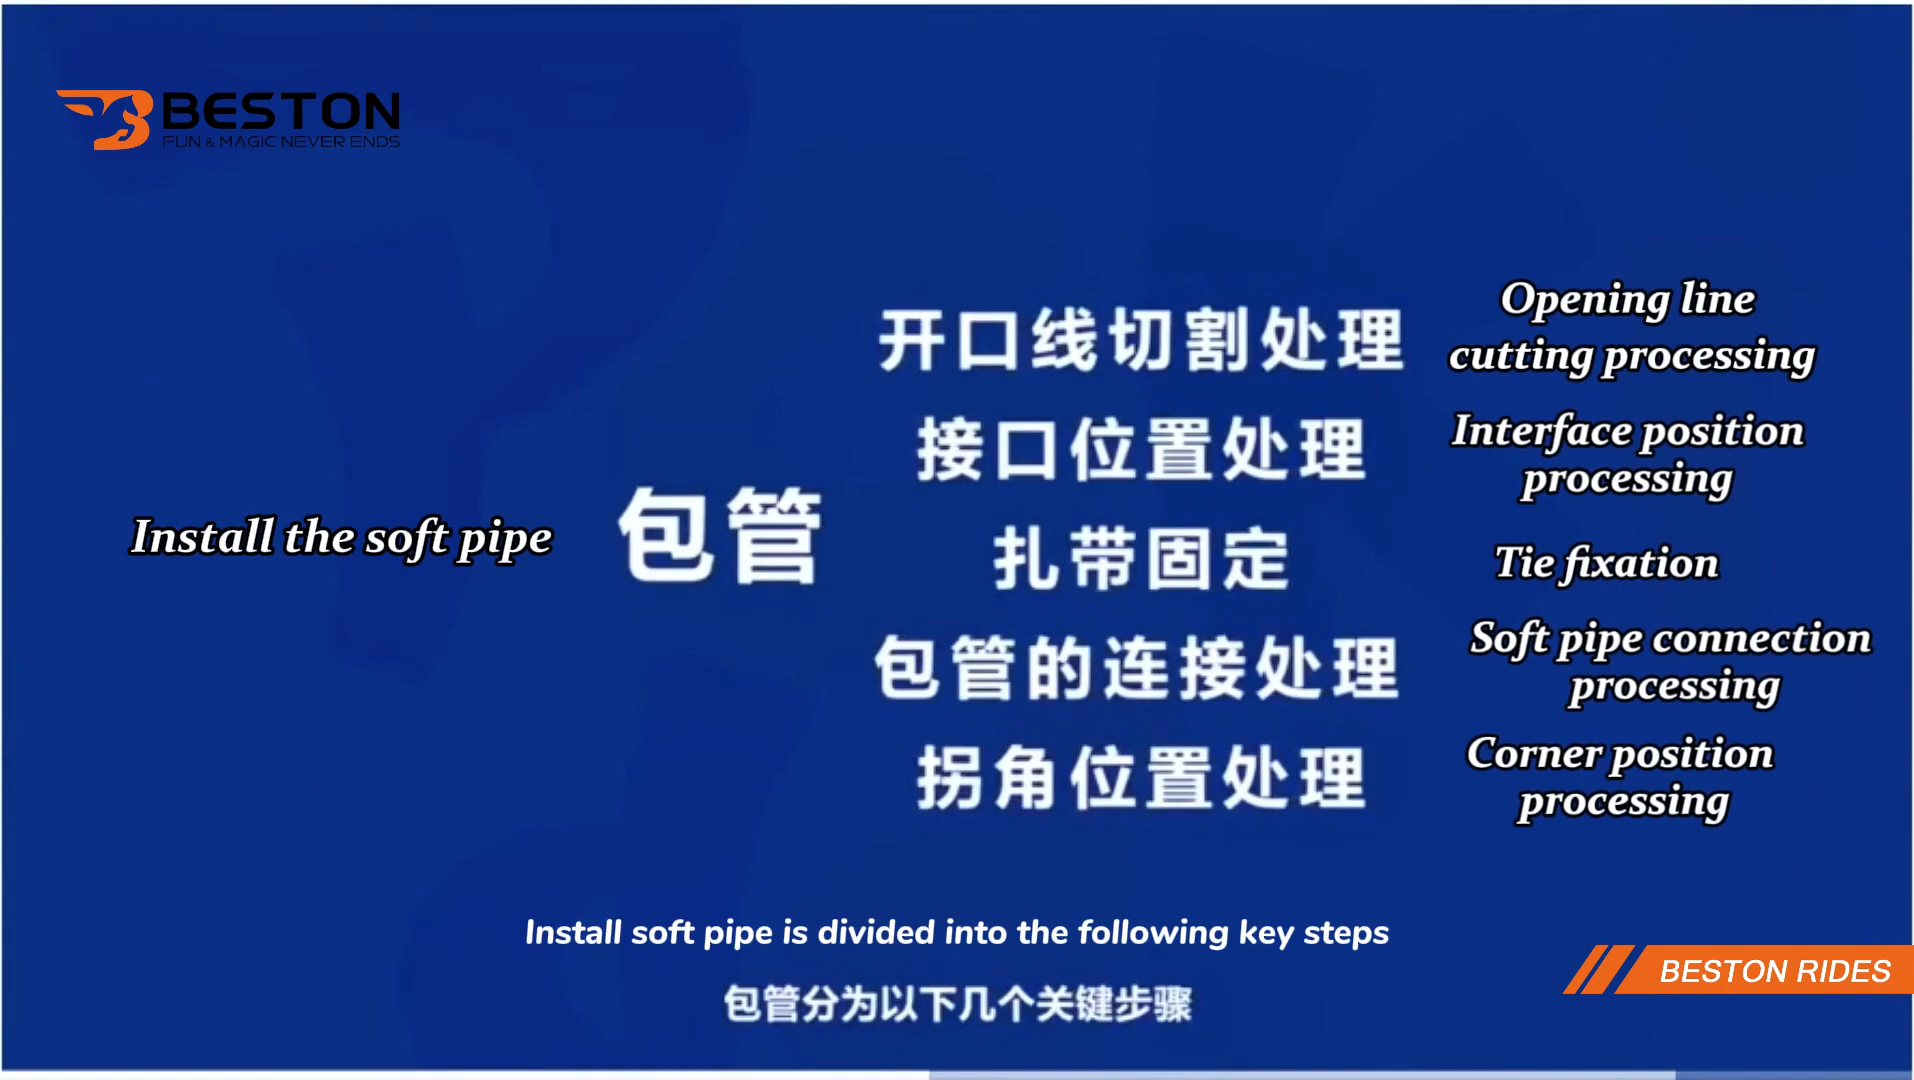 BESTON
FUN & MAGIC NEVER ENDS
Install the soft pipe
包管
开口线切割处理
Opening line
cutting processing
接口位置处理
Interface position
processing
扎带固定
Tie fixation
包管的连接处理
Soft pipe connection
processing
拐角位置处理
Corner position
processing
Install soft pipe is divided into the following key steps
包管分为以下几个关键步骤
BESTON RIDES